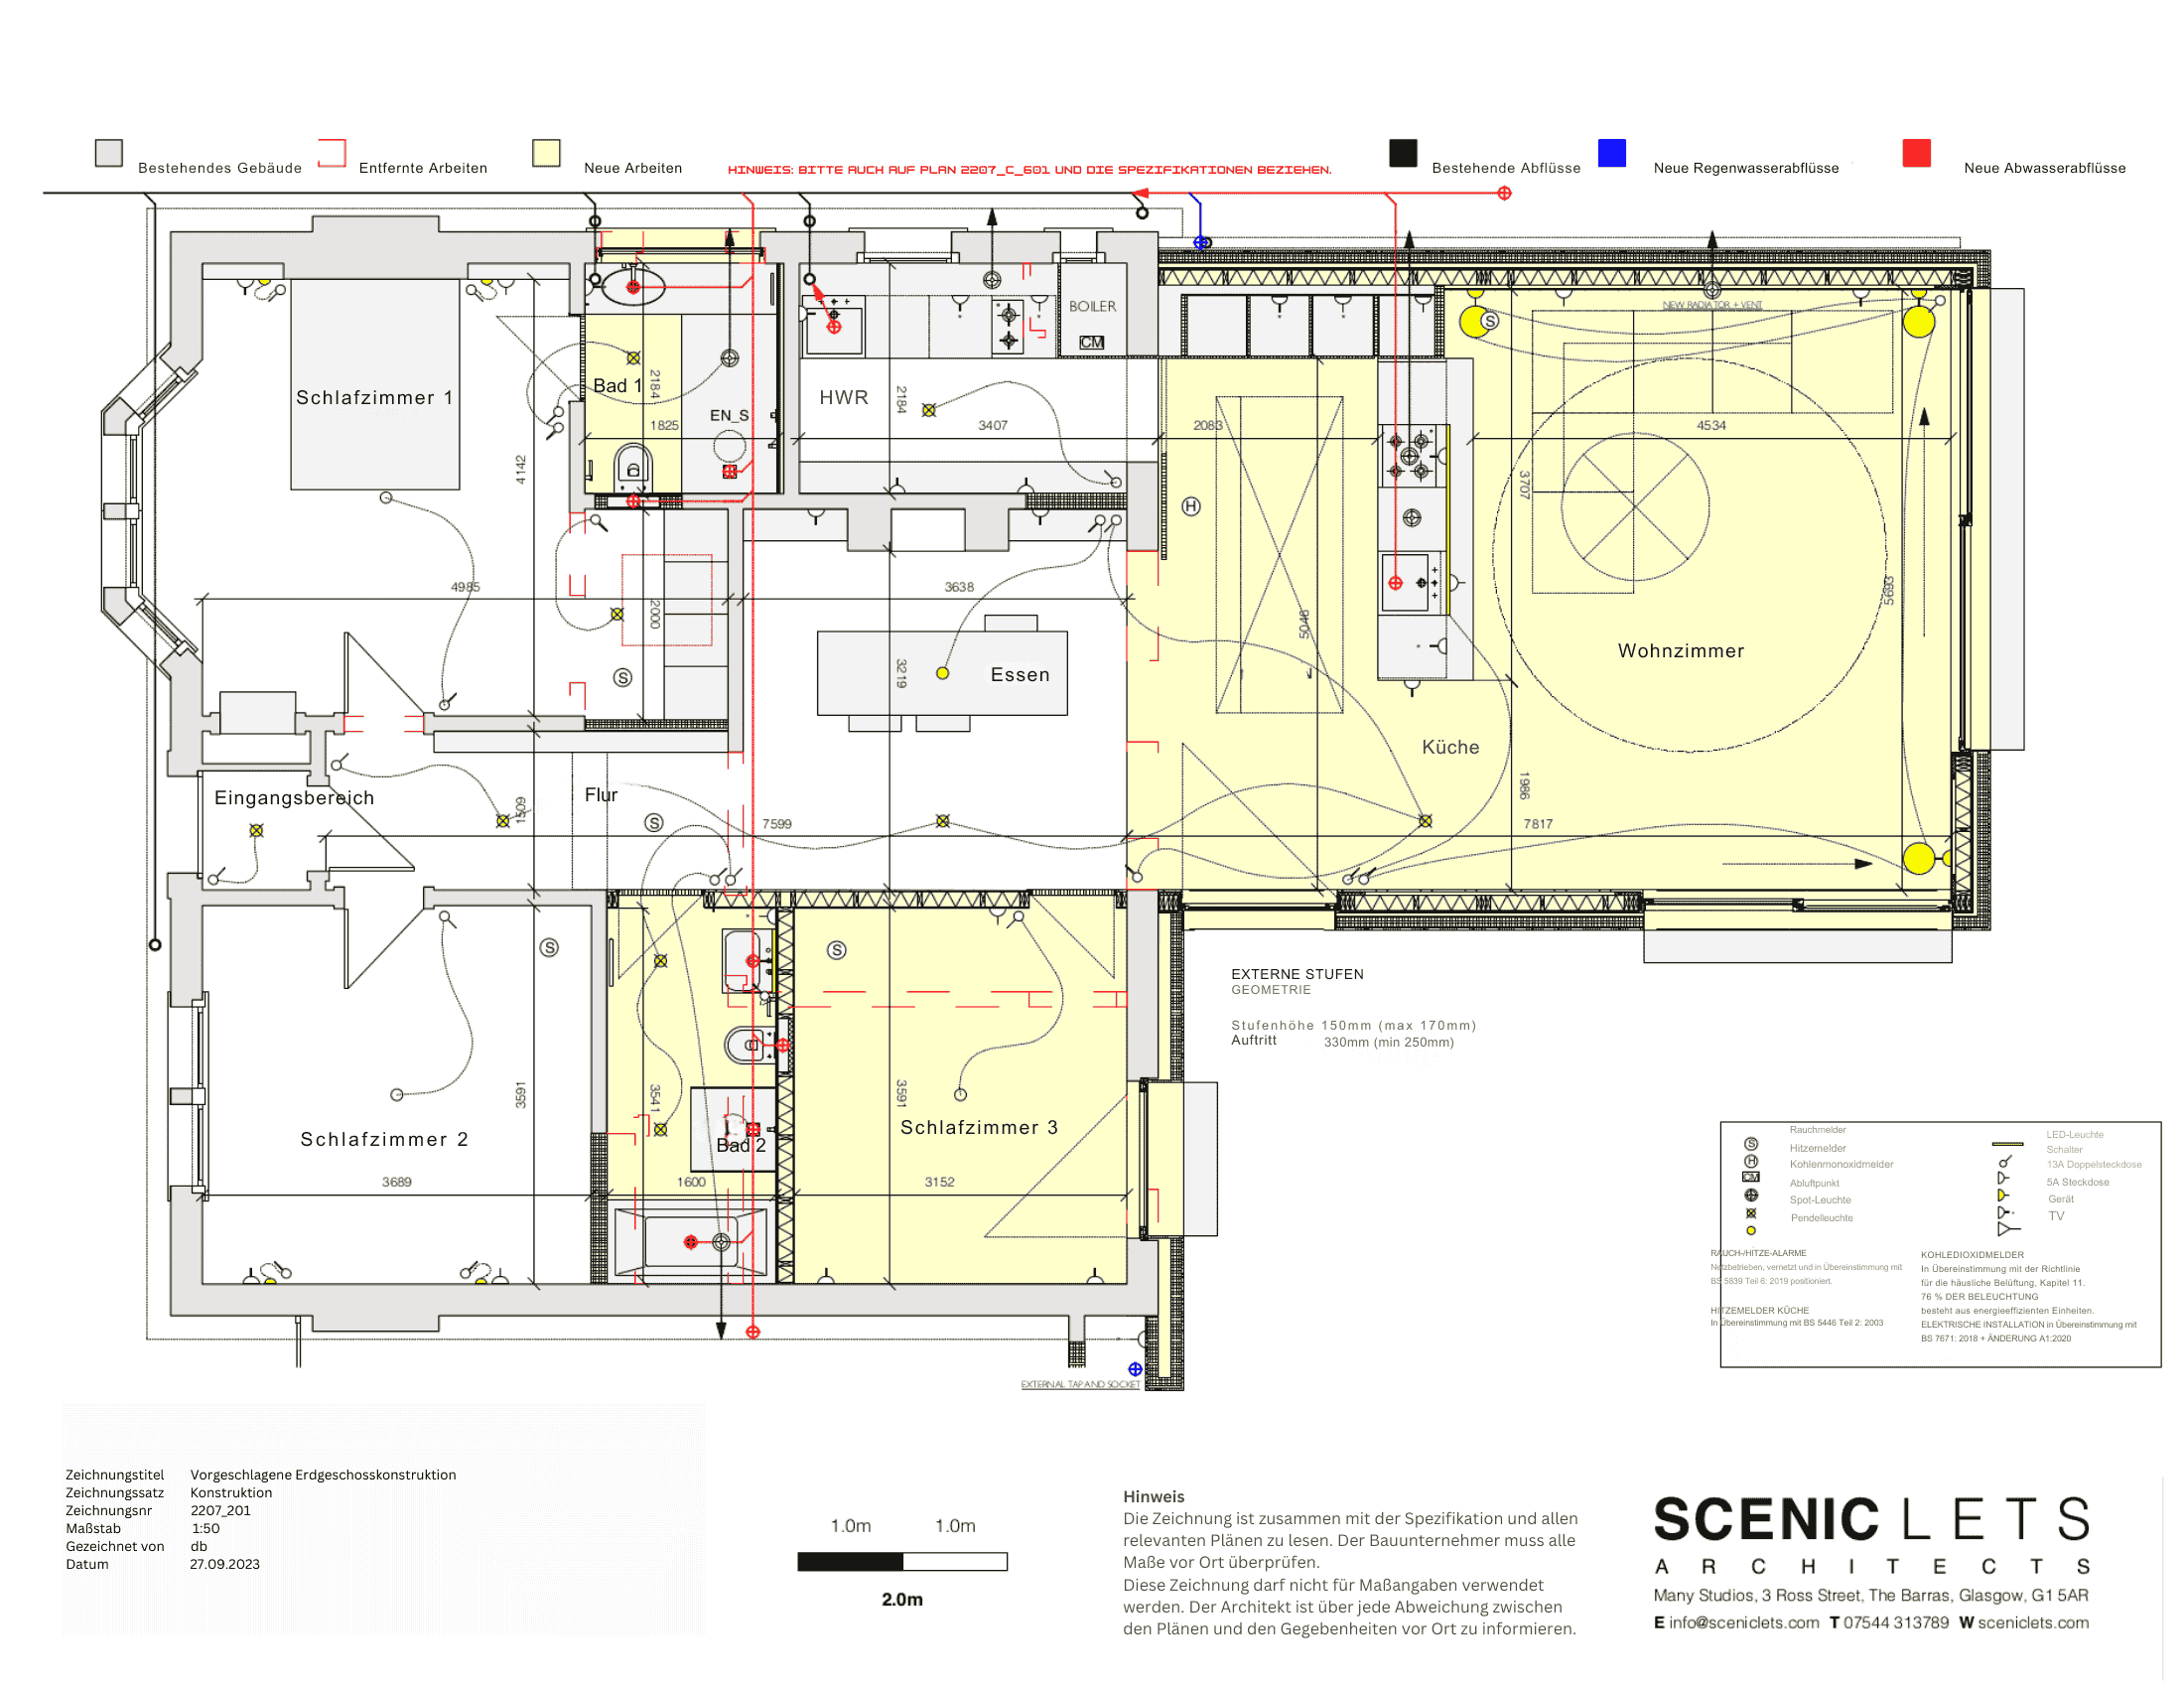 Bestehendes Gebäude
Entfernte Arbeiten
Neue Arbeiten
HINWEIS: BITTE AUCH AUF PLAN 2207_C_601 UND DIE SPEZIFIKATIONEN BEZIEHEN.
Bestehende Abflüsse
Neue Regenwasserabflüsse
Neue Abwasserabflüsse
BOILER
CM
NEW RADIATOR + VENT
S
Schlafzimmer 1
Bad 1
2184
EN_S
1825
HWR
2184
3407
2083
4534
4142
3707
H
4985
2000
3638
5046
5693
S
3219
Essen
Wohnzimmer
Küche
Eingangsbereich
Flur
1509
S
7599
7817
1986
S
S
EXTERNE STUFEN
GEOMETRIE
Stufenhöhe 150mm (max 170mm)
Auftritt 330mm (min 250mm)
3591
3541
3591
Schlafzimmer 2
Bad 2
Schlafzimmer 3
3689
1600
3152
EXTERNAL TAP AND SOCKET
Rauchmelder
S Hitzemelder
H Kohlenmonoxidmelder
CM Abluftpunkt
Spot-Leuchte
Pendelleuchte
LED-Leuchte
Schalter
13A Doppelsteckdose
5A Steckdose
Gerät
TV
RAUCH-/HITZE-ALARME
Netzbetrieben, vernetzt und in Übereinstimmung mit
BS 5839 Teil 6: 2019 positioniert.
HITZEMELDER KÜCHE
In Übereinstimmung mit BS 5446 Teil 2: 2003
KOHLEDIOXIDMELDER
In Übereinstimmung mit der Richtlinie
für die häusliche Belüftung, Kapitel 11.
76 % DER BELEUCHTUNG
besteht aus energieeffizienten Einheiten.
ELEKTRISCHE INSTALLATION in Übereinstimmung mit
BS 7671: 2018 + ÄNDERUNG A1:2020
Zeichnungstitel Vorgeschlagene Erdgeschosskonstruktion
Zeichnungssatz Konstruktion
Zeichnungsnr 2207_201
Maßstab 1:50
Gezeichnet von db
Datum 27.09.2023
1.0m 1.0m
2.0m
Hinweis
Die Zeichnung ist zusammen mit der Spezifikation und allen
relevanten Plänen zu lesen. Der Bauunternehmer muss alle
Maße vor Ort überprüfen.
Diese Zeichnung darf nicht für Maßangaben verwendet
werden. Der Architekt ist über jede Abweichung zwischen
den Plänen und den Gegebenheiten vor Ort zu informieren.
SCENIC LETS
ARCHITECTS
Many Studios, 3 Ross Street, The Barras, Glasgow, G1 5AR
E info@sceniclets.com T 07544 313789 W sceniclets.com